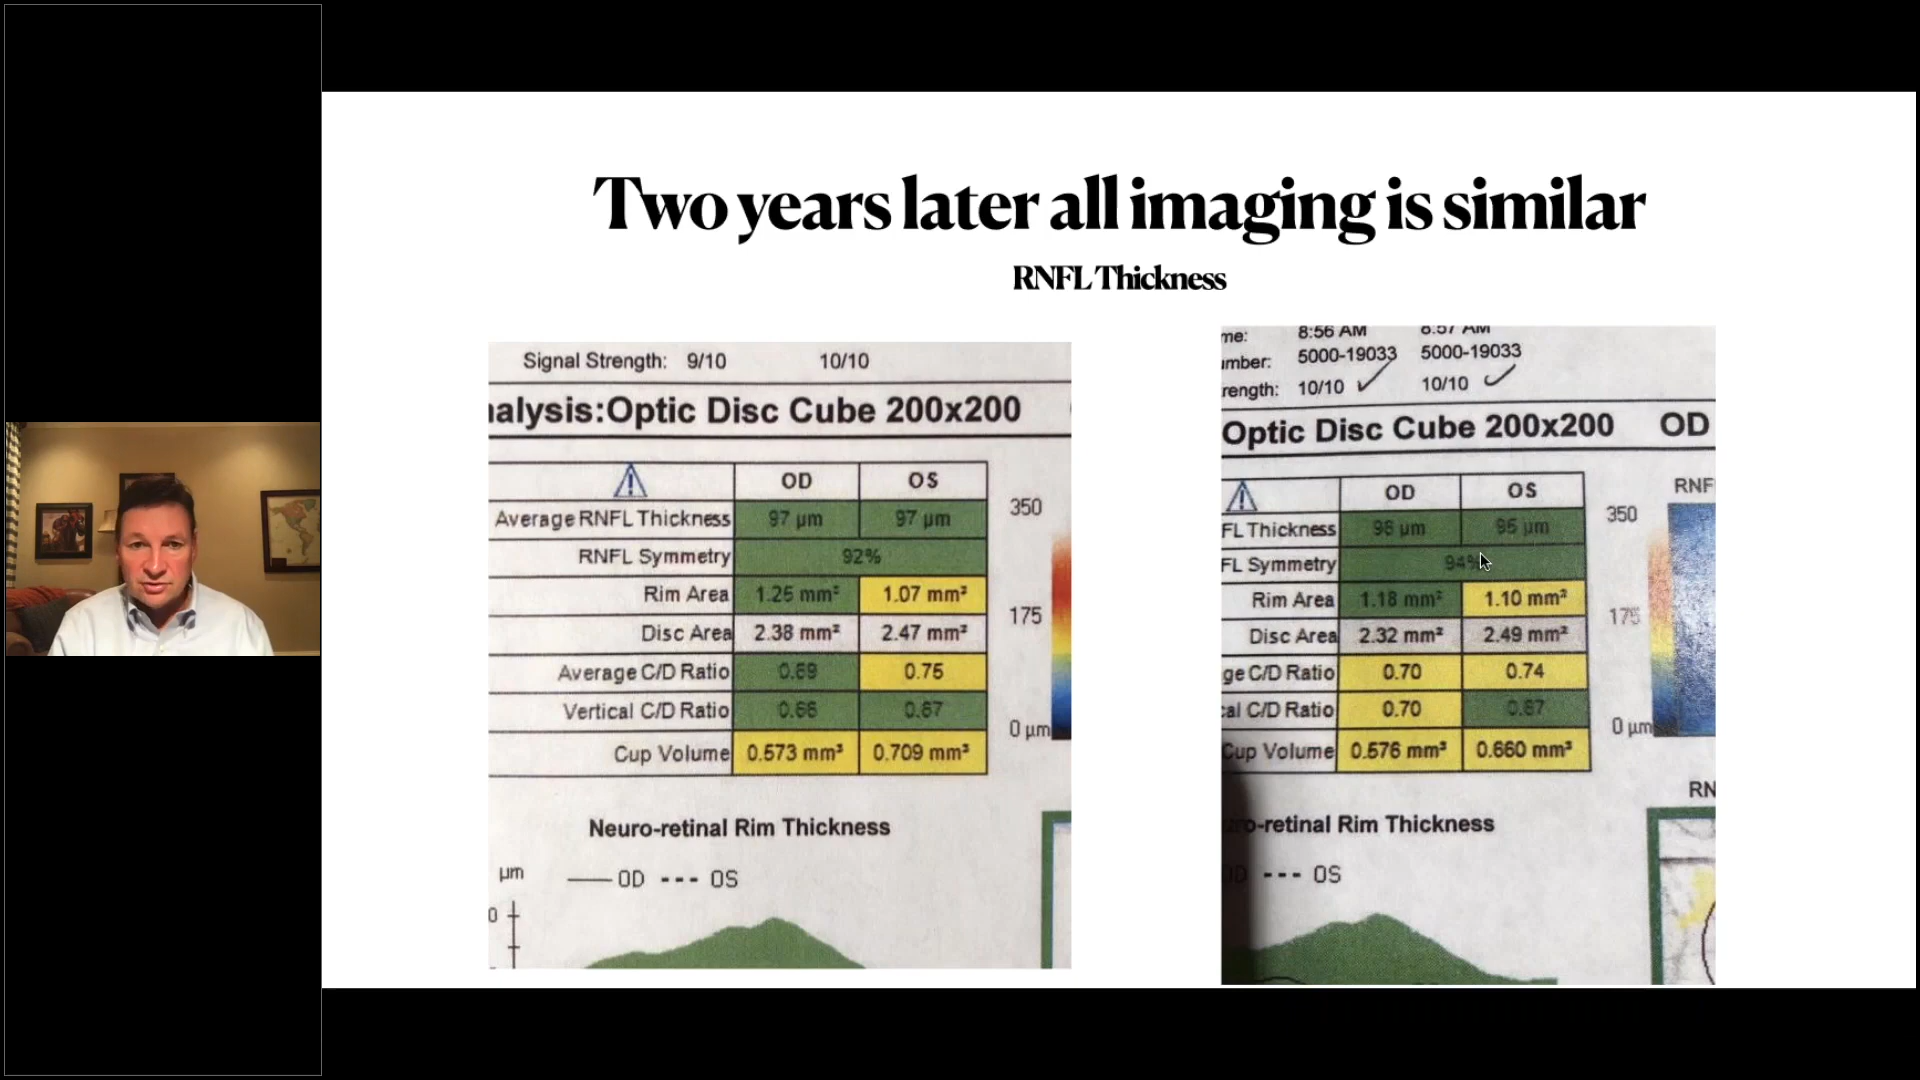 Two years later all imaging is similar
RNFL Thickness
Signal Strength: 9/10 10/10
alysis:Optic Disc Cube 200x200
OD OS
Average RNFL Thickness 97 µm 97 µm
RNFL Symmetry 92%
Rim Area 1.25 mm² 1.07 mm²
Disc Area 2.38 mm² 2.47 mm²
Average C/D Ratio 0.69 0.75
Vertical C/D Ratio 0.66 0.67
Cup Volume 0.573 mm³ 0.709 mm³
350
175
0 µm
Neuro-retinal Rim Thickness
µm
OD OS
0
me: 8:56 AM 8:57 AM
mber: 5000-19033 5000-19033
rength: 10/10 10/10
Optic Disc Cube 200x200 OD
OD OS
FL Thickness µm 95 µm
FL Symmetry 94%
Rim Area 1.18 mm² 1.10 mm²
Disc Area 2.32 mm² 2.49 mm²
ge C/D Ratio 0.70 0.74
cal C/D Ratio 0.70 0.67
Cup Volume 0.576 mm³ 0.660 mm³
RNF
350
175
0 µm
RN
o-retinal Rim Thickness
OD OS